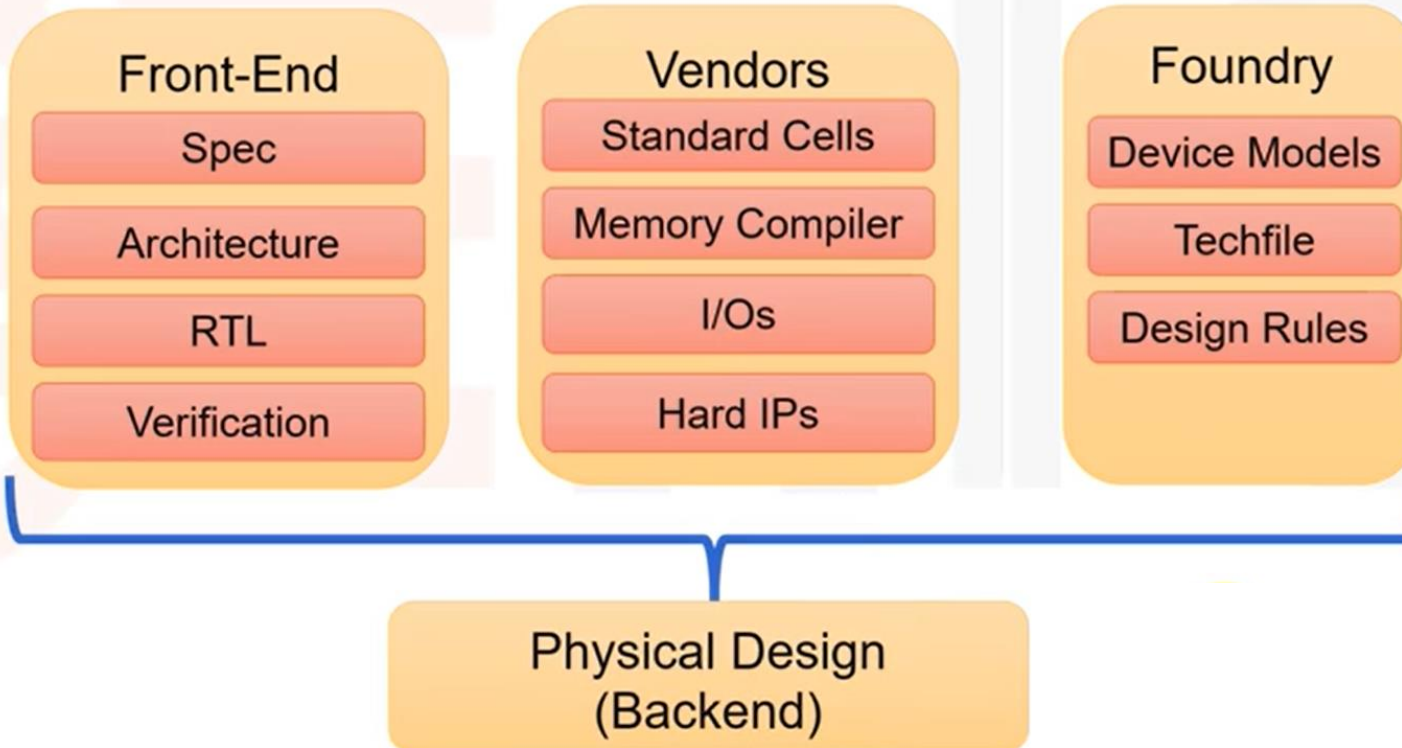 Front-End
Spec
Architecture
RTL
Verification
Vendors
Standard Cells
Memory Compiler
I/Os
Hard IPs
Foundry
Device Models
Techfile
Design Rules
Physical Design
(Backend)